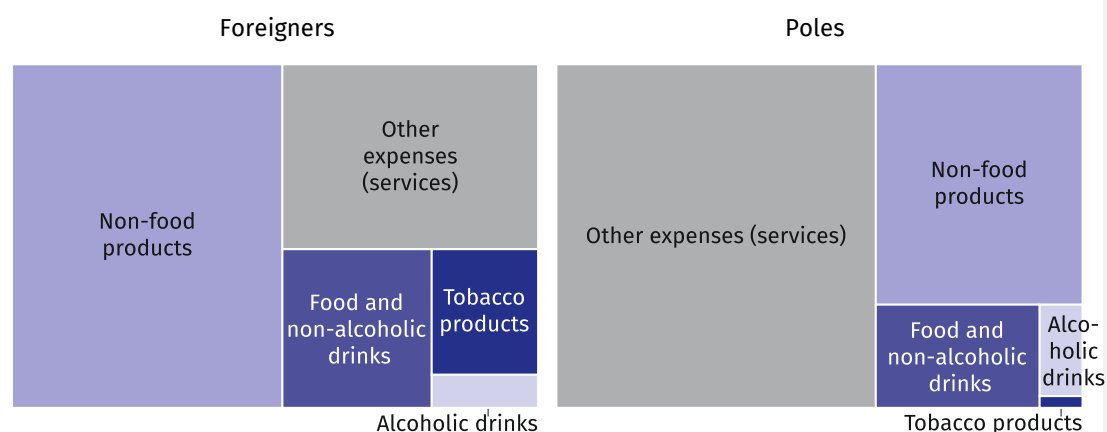 Foreigners
Non-food
products
Other
expenses
(services)
Food and
non-alcoholic
drinks
Tobacco
products
Alcoholic drinks
Poles
Other expenses (services)
Non-food
products
Food and
non-alcoholic
drinks
Alco-
holic
drinks
Tobacco products